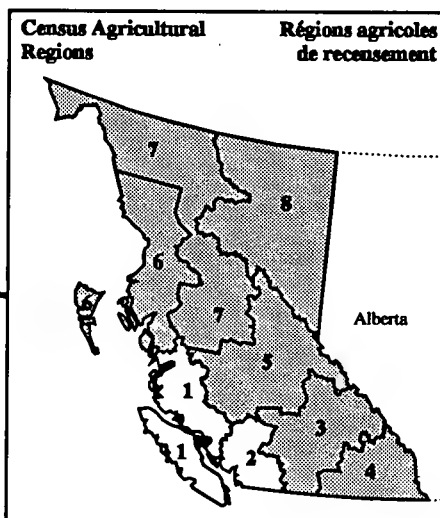 Census Agricultural
Regions
Régions agricoles
de recensement
7
8
6
6
7
Alberta
5
1
3
1
2
4